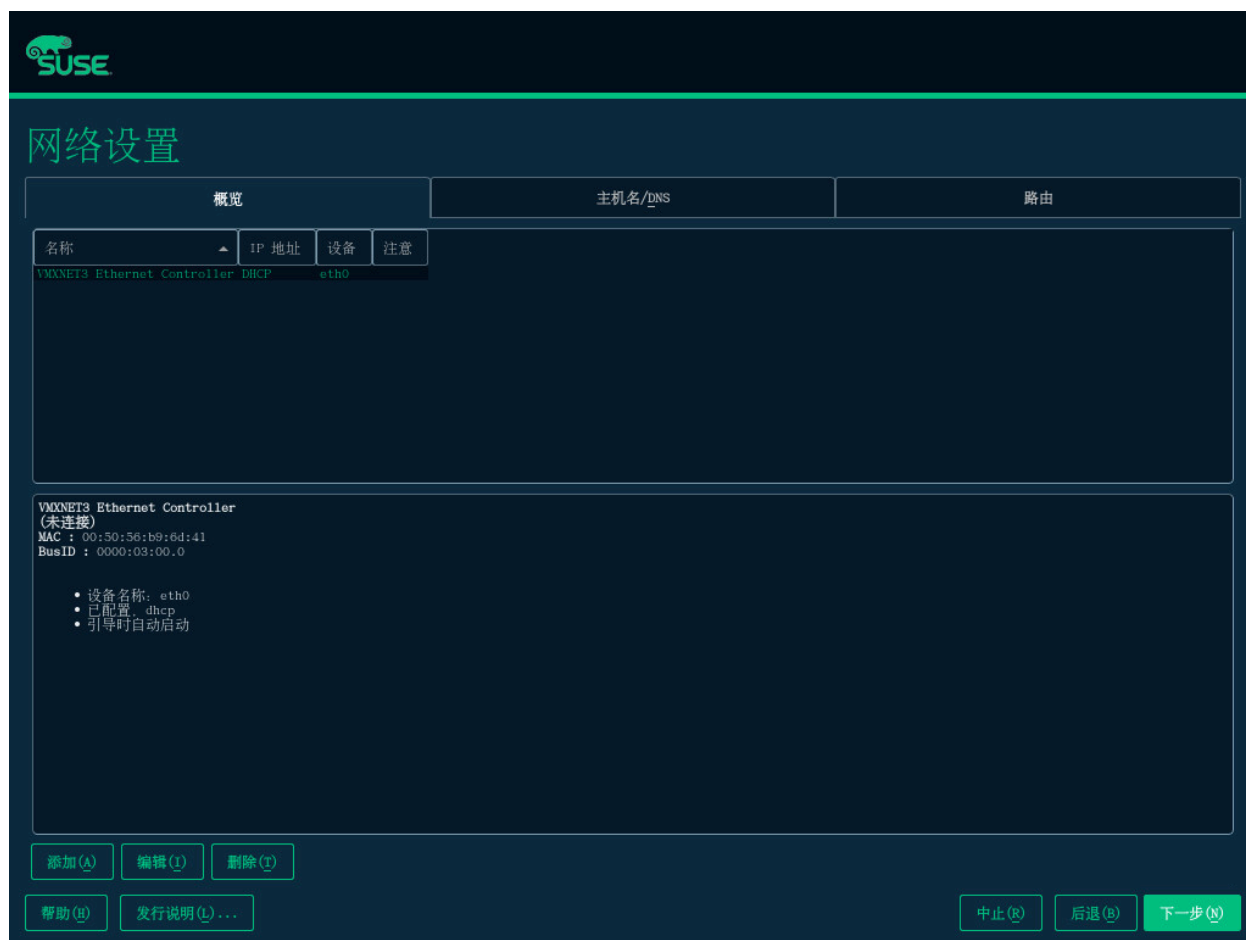 SUSE
网络设置
概览 主机名/DNS 路由
名称 IP 地址 设备 注意
VMXNET3 Ethernet Controller DHCP eth0
VMXNET3 Ethernet Controller
(未连接)
MAC : 00:50:56:b9:6d:41
BusID : 0000:03:00.0
• 设备名称: eth0
• 已配置, dhcp
• 引导时自动启动
添加(A) 编辑(I) 删除(T)
帮助(H) 发行说明(L)... 中止(R) 后退(B) 下一步(N)